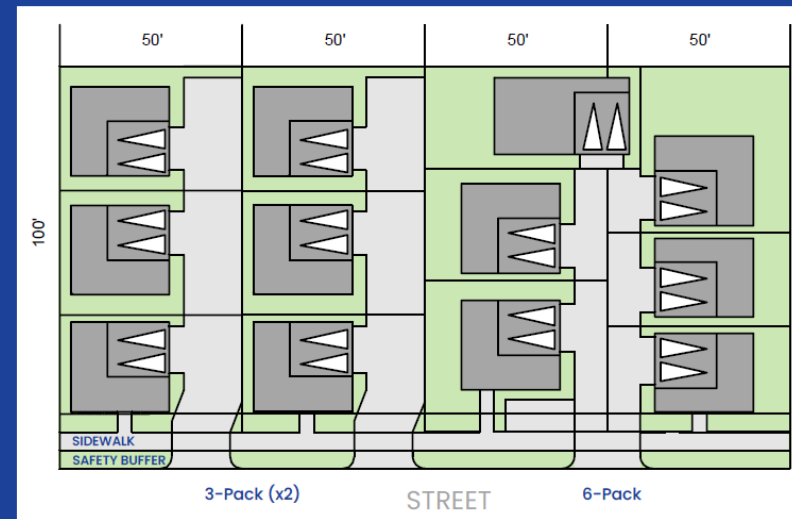 50' 50' 50' 50'
100'
SIDEWALK
SAFETY BUFFER
3-Pack (x2) 6-Pack
STREET